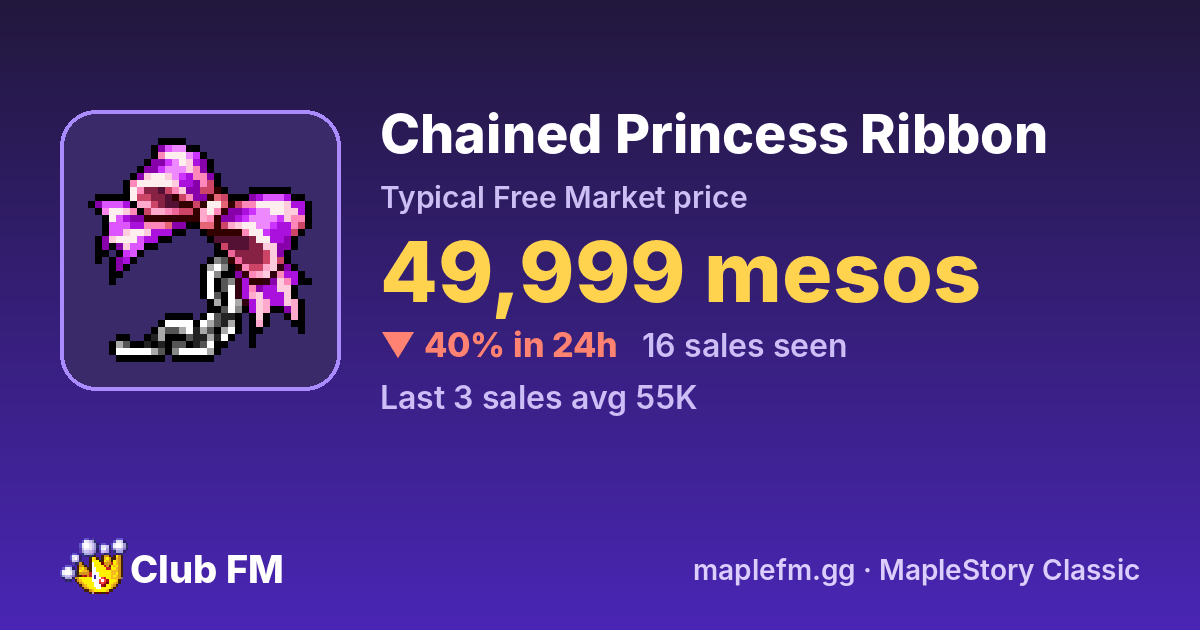 Chained Princess Ribbon
Typical Free Market price
49,999 mesos
▼ 40% in 24h 16 sales seen
Last 3 sales avg 55K
Club FM
maplefm.gg · MapleStory Classic